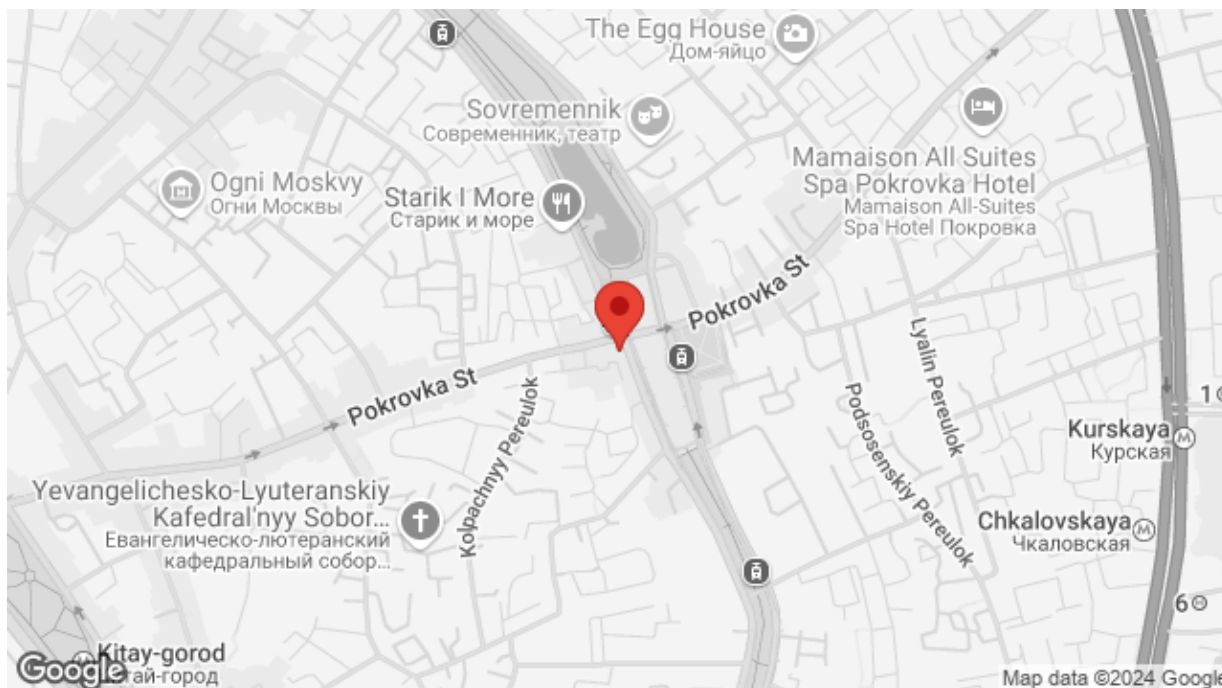 The Egg House
Дом-яйцо
Sovremennik
Современник, театр
Mamaison All Suites
Spa Pokrovka Hotel
Mamaison All-Suites
Spa Hotel Покровка
Ogni Moskvy
Огни Москвы
Starik I More
Старик и море
Pokrovka St
Pokrovka St
Kolpachnyy Pereulok
Lyalin Pereulok
Podsosenskiy Pereulok
1
Kurskaya
Курская
Yevangelichesko-Lyuteranskiy
Kafedral'nyy Sobor...
Евангелическо-лютеранский
кафедральный собор...
Chkalovskaya
Чкаловская
6
Kitay-gorod
Google
Map data ©2024 Google